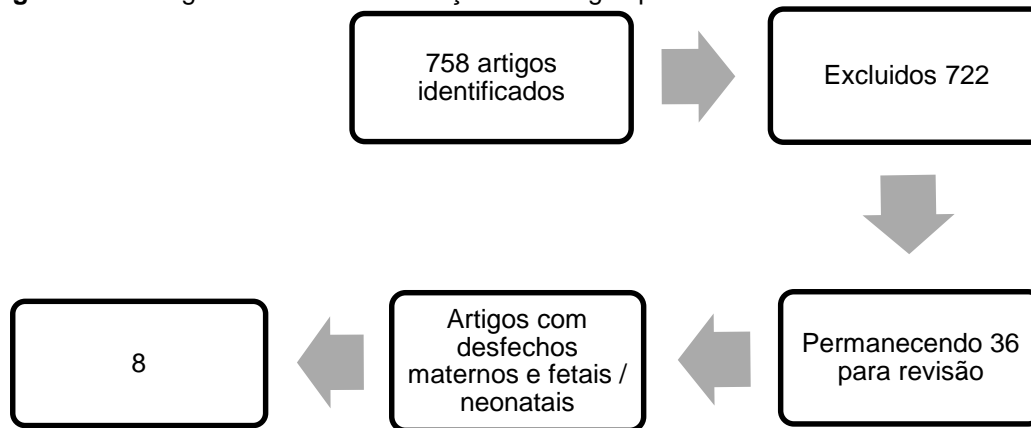 758 artigos
identificados
Excluidos 722
Permanecendo 36
para revisão
Artigos com
desfechos
maternos e fetais /
neonatais
8